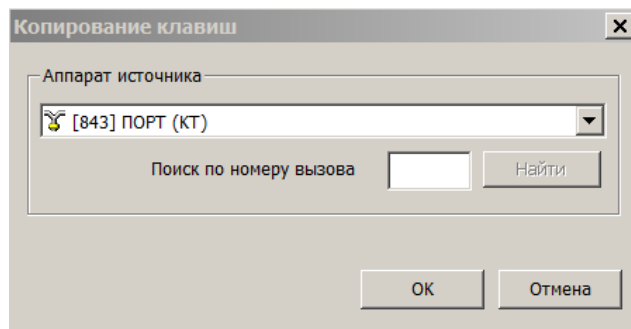 Копирование клавиш
Аппарат источника
[843] ПОРТ (КТ)
Поиск по номеру вызова
Найти
OK
Отмена